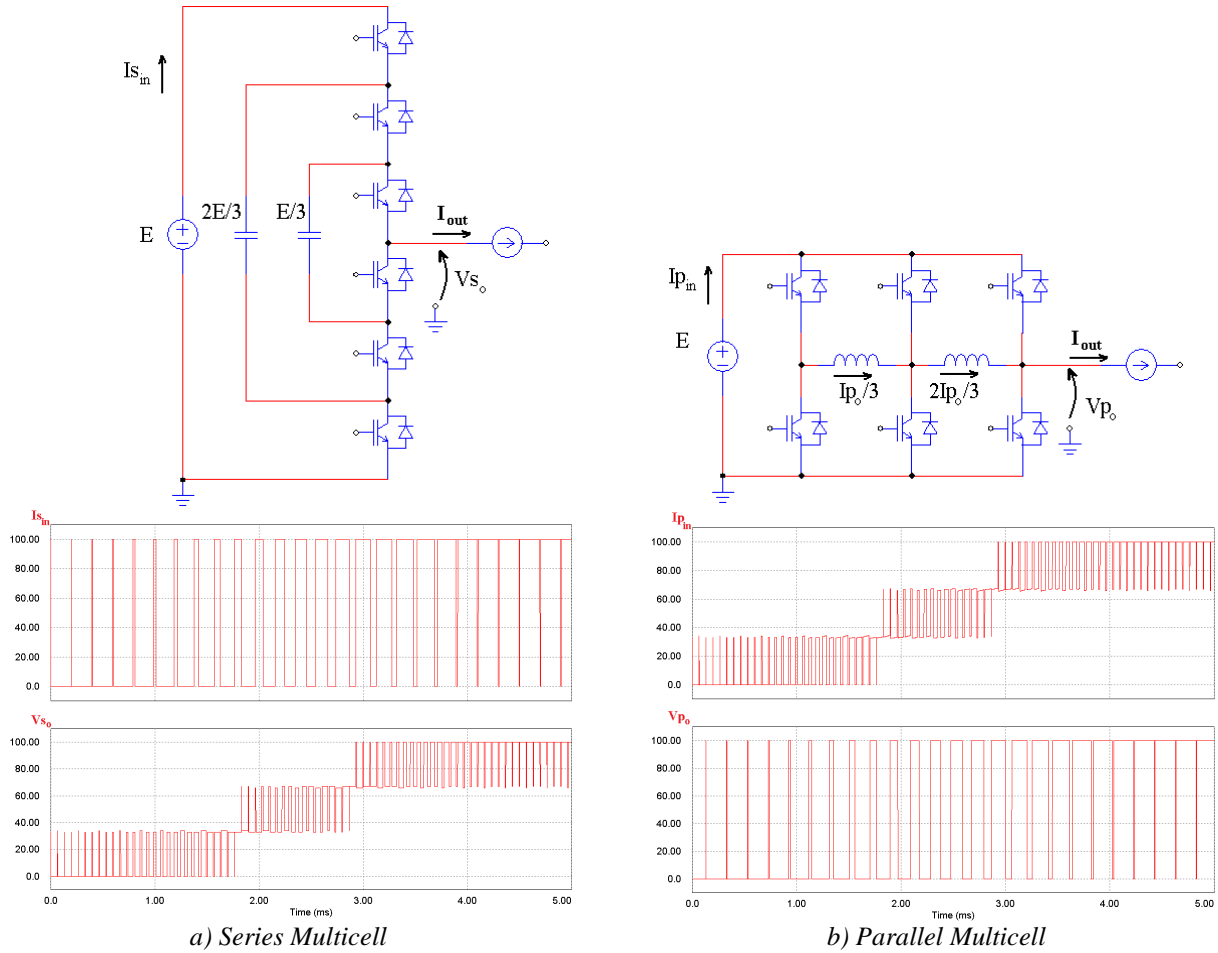 Is_in
2E/3
E/3
E
I_out
Vs_o
Ip_in
E
Ip_o/3
2Ip_o/3
I_out
Vp_o
Is_in
100.00
80.00
60.00
40.00
20.00
0.0
Vs_o
100.00
80.00
60.00
40.00
20.00
0.0
0.00 1.00 2.00 3.00 4.00 5.00
Time (ms)
a) Series Multicell
Ip_in
100.00
80.00
60.00
40.00
20.00
0.0
Vp_o
100.00
80.00
60.00
40.00
20.00
0.0
0.00 1.00 2.00 3.00 4.00 5.00
Time (ms)
b) Parallel Multicell